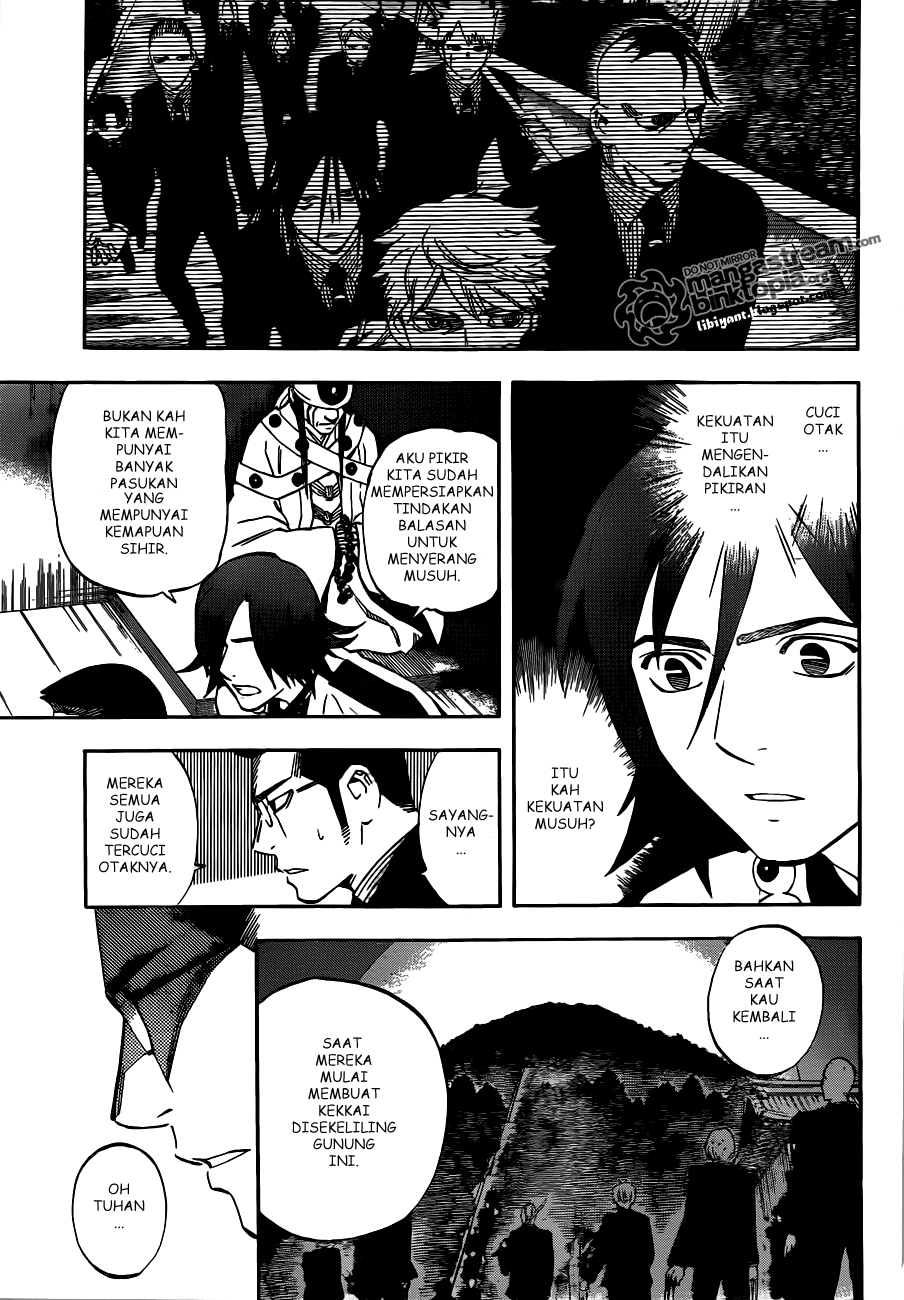 DO NOT MIRROR
mangastream.com
binktopia
libiyant.blogspot.com
CUCI
OTAK
...
KEKUATAN
ITU
MENGEN-
DALIKAN
PIKIRAN
...
ITU
KAH
KEKUATAN
MUSUH?
AKU PIKIR
KITA SUDAH
MEMPERSIAPKAN
TINDAKAN
BALASAN
UNTUK
MENYERANG
MUSUH.
BUKAN KAH
KITA MEM-
PUNYAI
BANYAK
PASUKAN
YANG
MEMPUNYAI
KEMAPUAN
SIHIR.
SAYANG-
NYA
...
MEREKA
SEMUA
JUGA
SUDAH
TERCUCI
OTAKNYA.
BAHKAN
SAAT
KAU
KEMBALI
...
SAAT
MEREKA
MULAI
MEMBUAT
KEKKAI
DISEKELILING
GUNUNG
INI.
OH
TUHAN
...